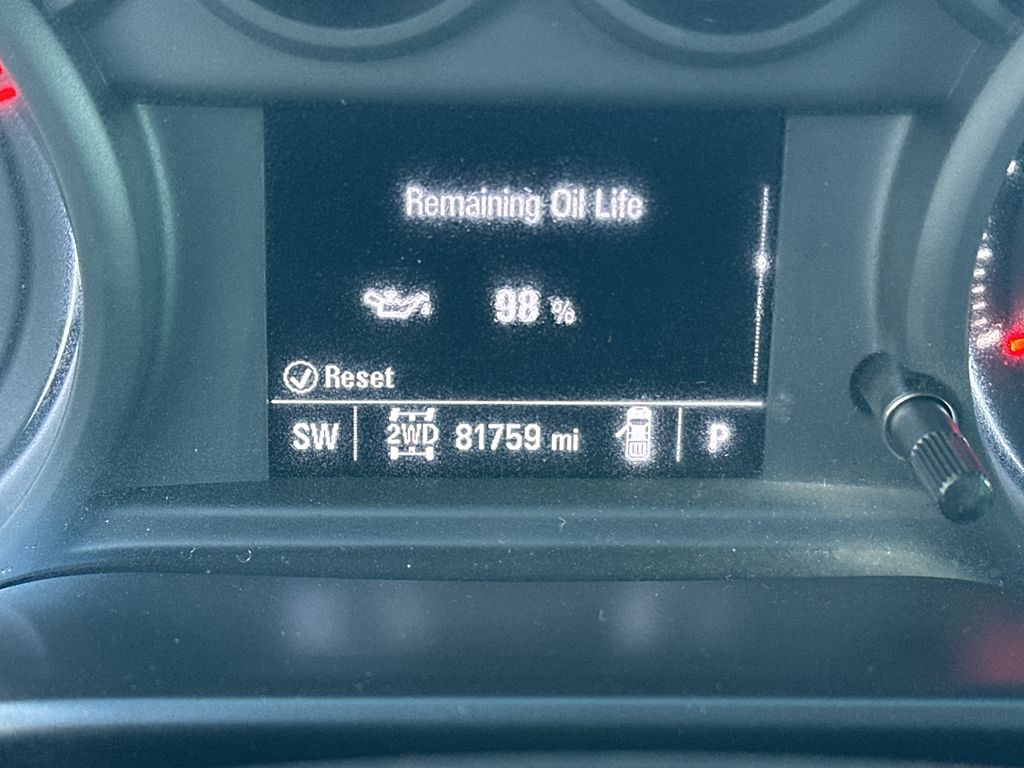 Remaining Oil Life
98 %
Reset
SW 2WD 81759 mi P